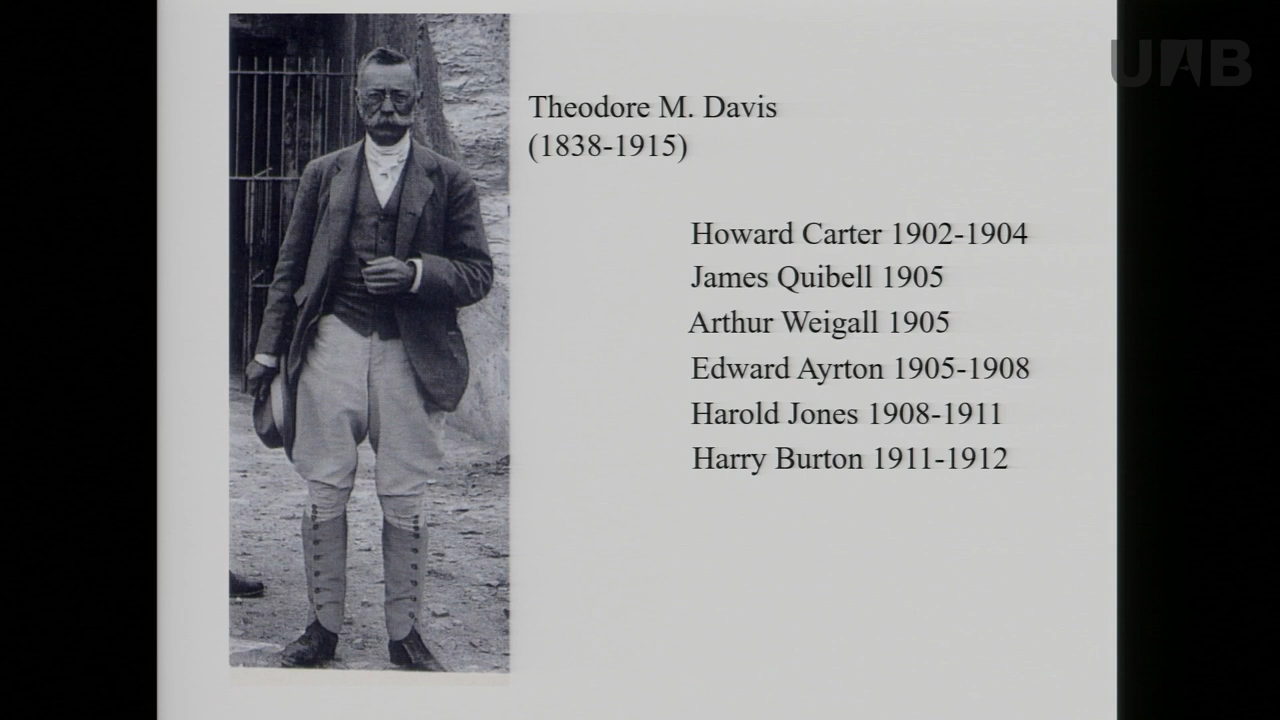 UAB
Theodore M. Davis
(1838-1915)
Howard Carter 1902-1904
James Quibell 1905
Arthur Weigall 1905
Edward Ayrton 1905-1908
Harold Jones 1908-1911
Harry Burton 1911-1912